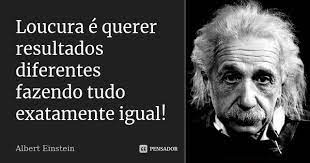 Loucura é querer
resultados
diferentes
fazendo tudo
exatamente igual!
Albert Einstein
PENSADOR